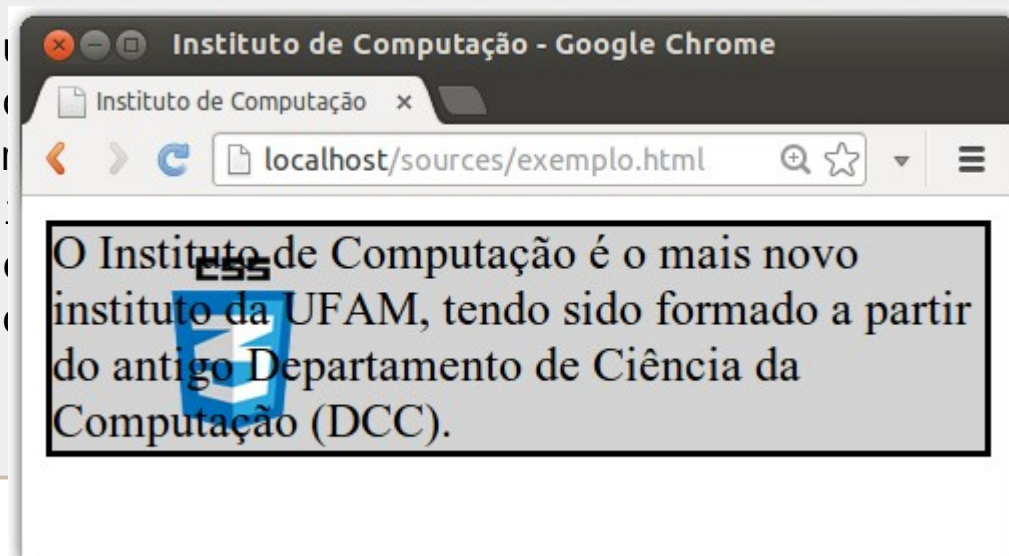 Instituto de Computação - Google Chrome
Instituto de Computação
localhost/sources/exemplo.html
O Instituto de Computação é o mais novo
instituto da UFAM, tendo sido formado a partir
do antigo Departamento de Ciência da
Computação (DCC).
CSS